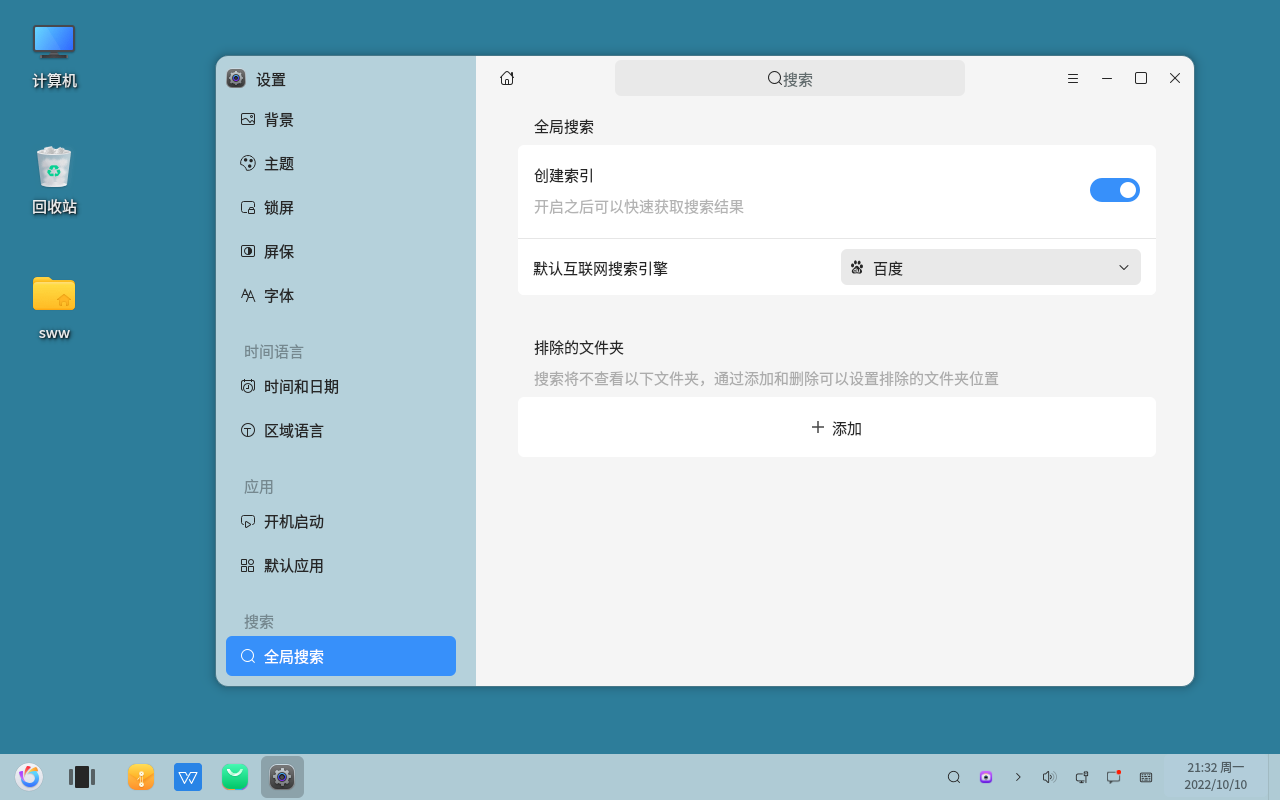 计算机
回收站
sww
设置
背景
主题
锁屏
屏保
字体
时间语言
时间和日期
区域语言
应用
开机启动
默认应用
搜索
全局搜索
搜索
全局搜索
创建索引
开启之后可以快速获取搜索结果
默认互联网搜索引擎
百度
排除的文件夹
搜索将不查看以下文件夹，通过添加和删除可以设置排除的文件夹位置
添加
21:32 周一
2022/10/10